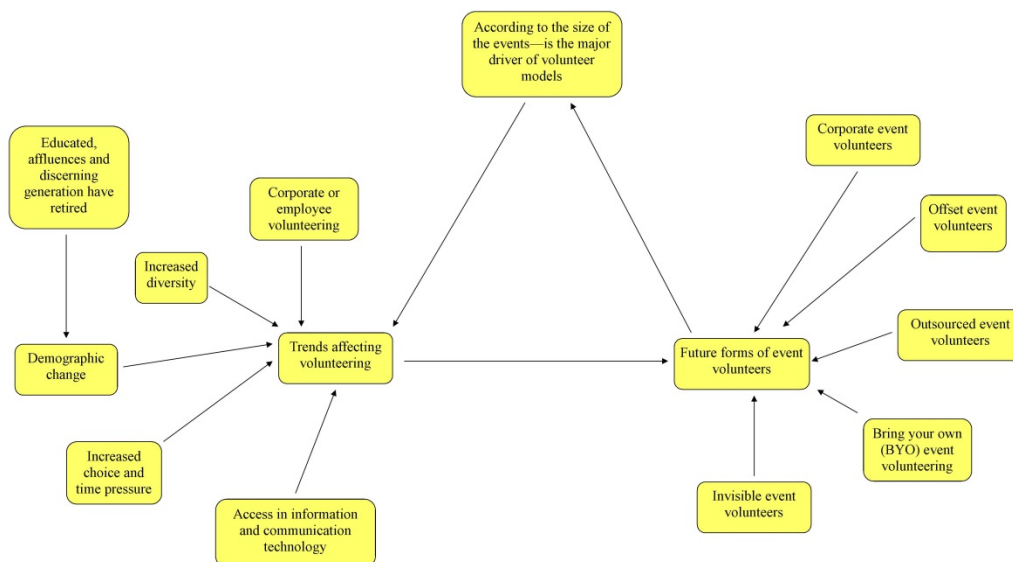 According to the size of
the events—is the major
driver of volunteer
models
Corporate event
volunteers
Educated,
affluences and
discerning
generation have
retired
Corporate or
employee
volunteering
Offset event
volunteers
Increased
diversity
Outsourced event
volunteers
Demographic
change
Trends affecting
volunteering
Future forms of event
volunteers
Increased
choice and
time pressure
Bring your own
(BYO) event
volunteering
Access in information
and communication
technology
Invisible event
volunteers